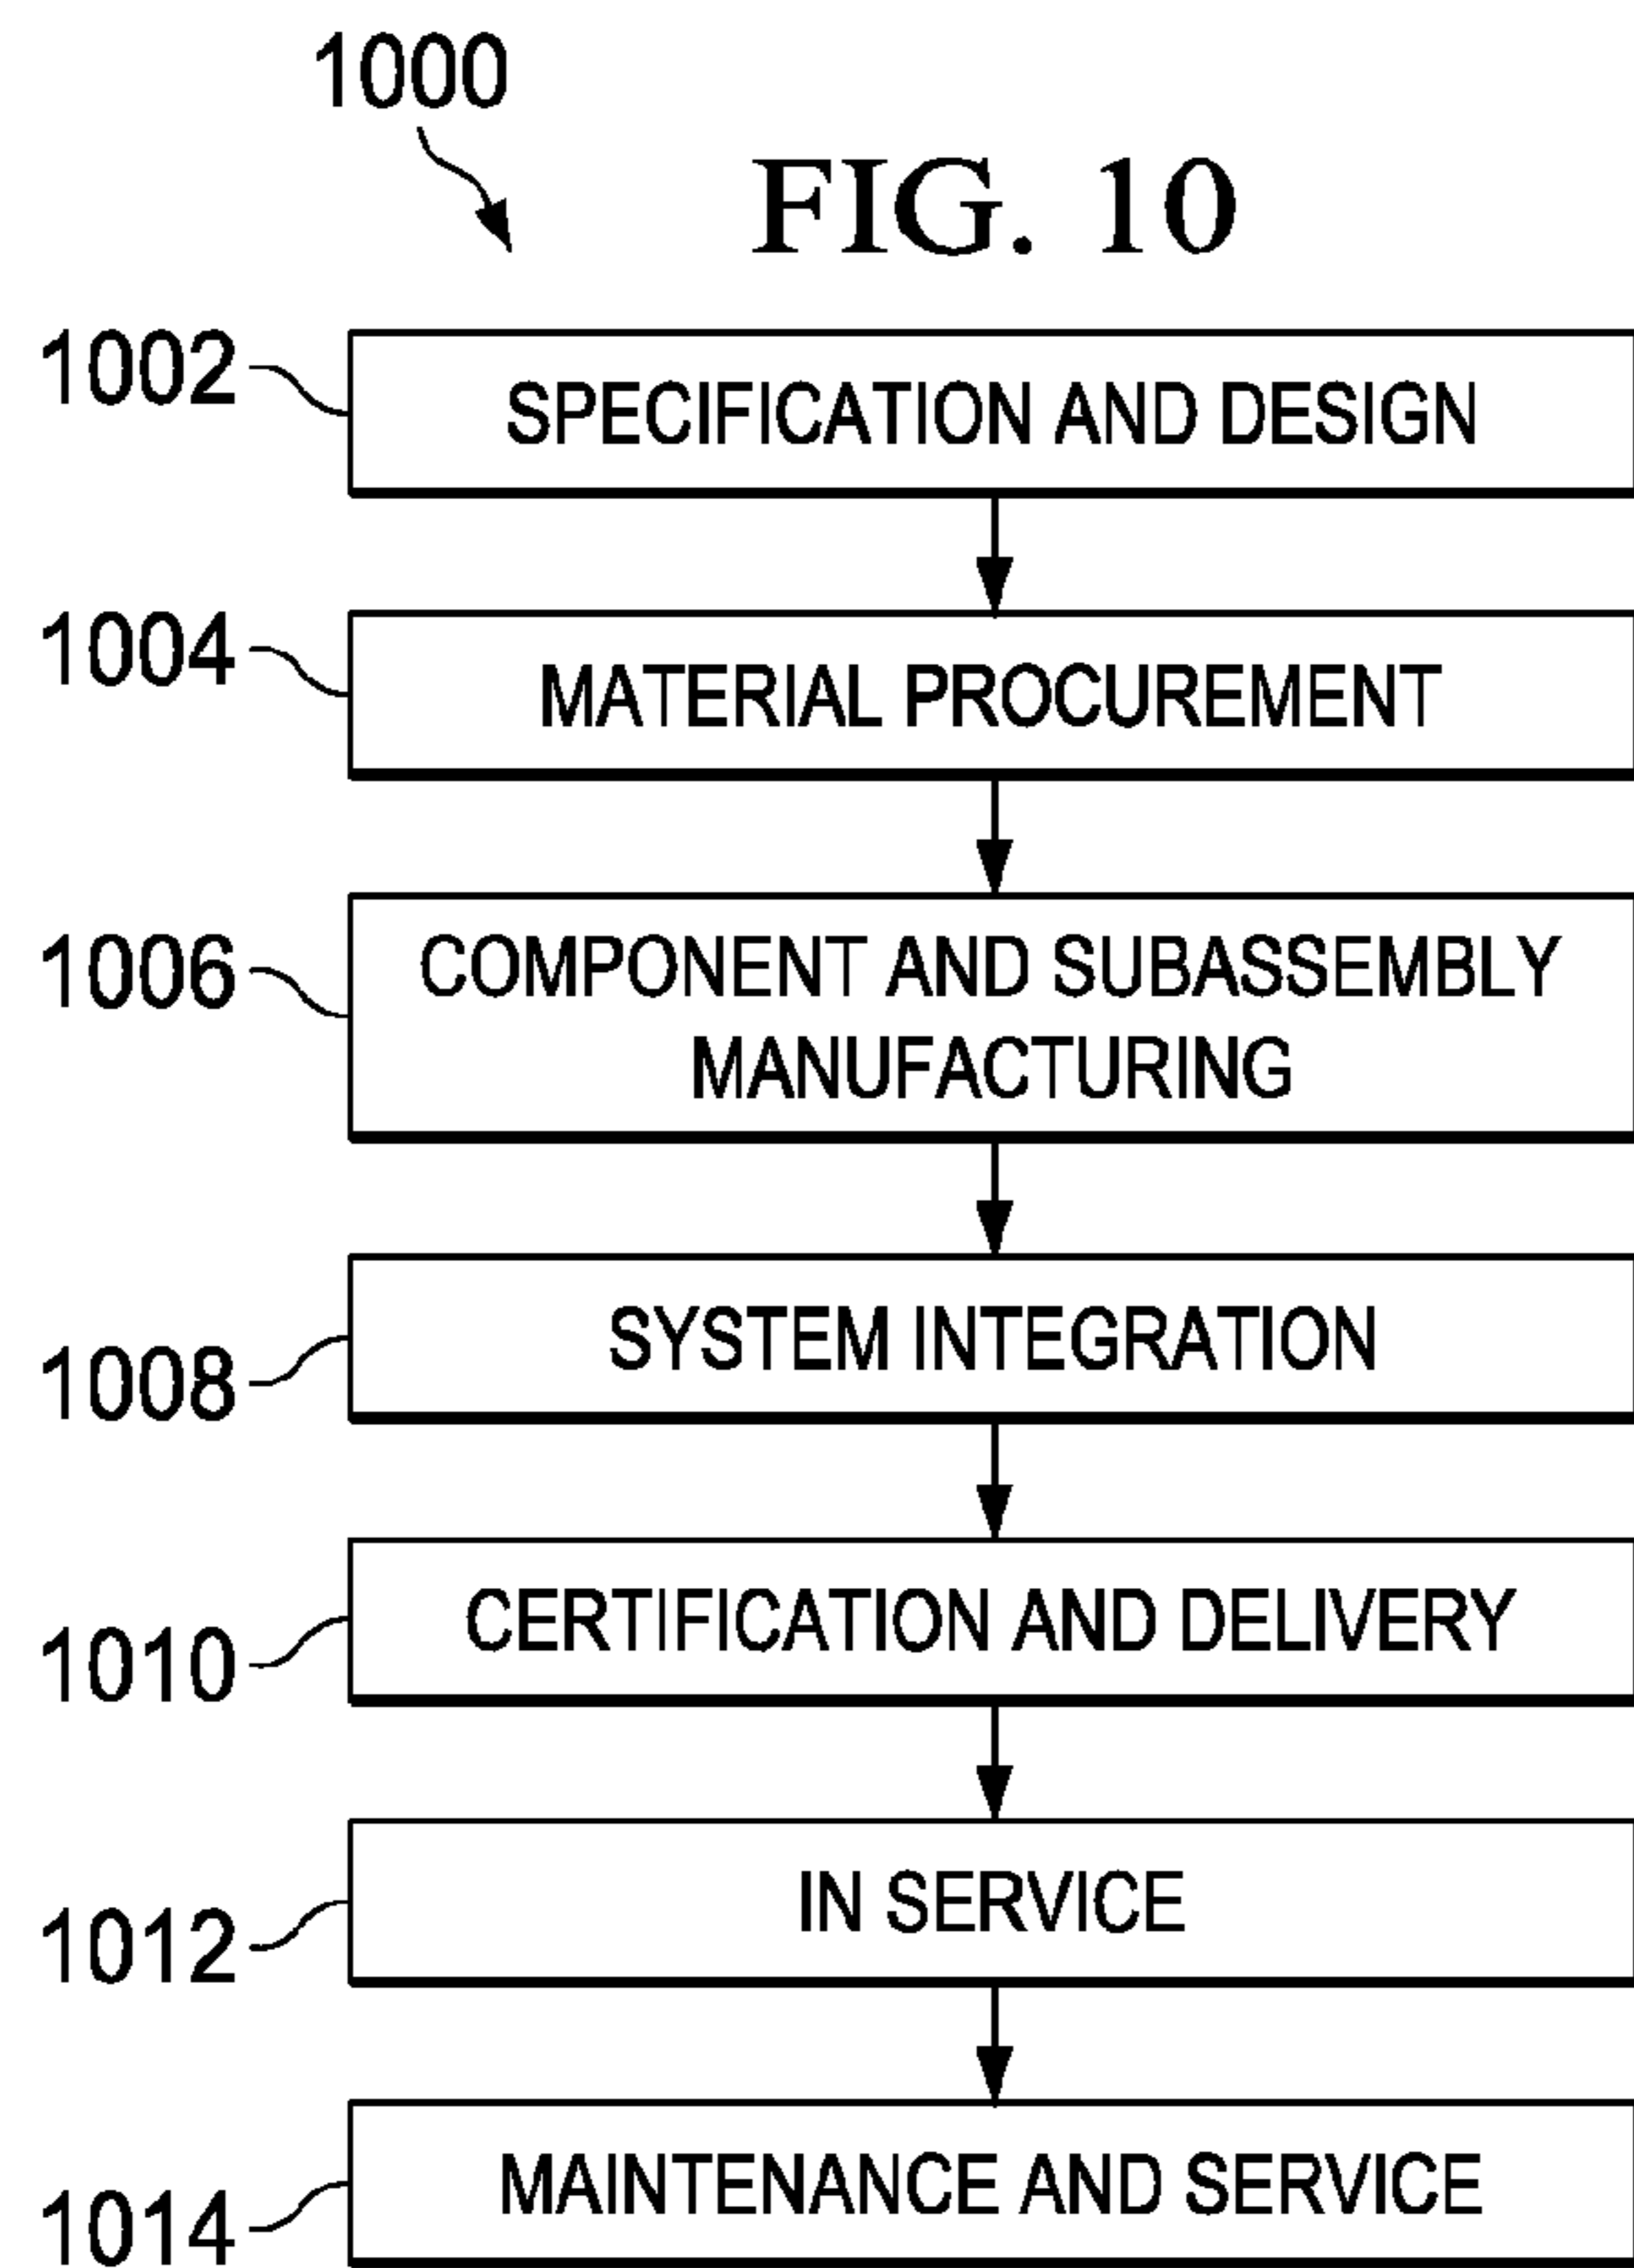 1000
FIG. 10
1002
SPECIFICATION AND DESIGN
1004
MATERIAL PROCUREMENT
1006
COMPONENT AND SUBASSEMBLY
MANUFACTURING
1008
SYSTEM INTEGRATION
1010
CERTIFICATION AND DELIVERY
1012
IN SERVICE
1014
MAINTENANCE AND SERVICE